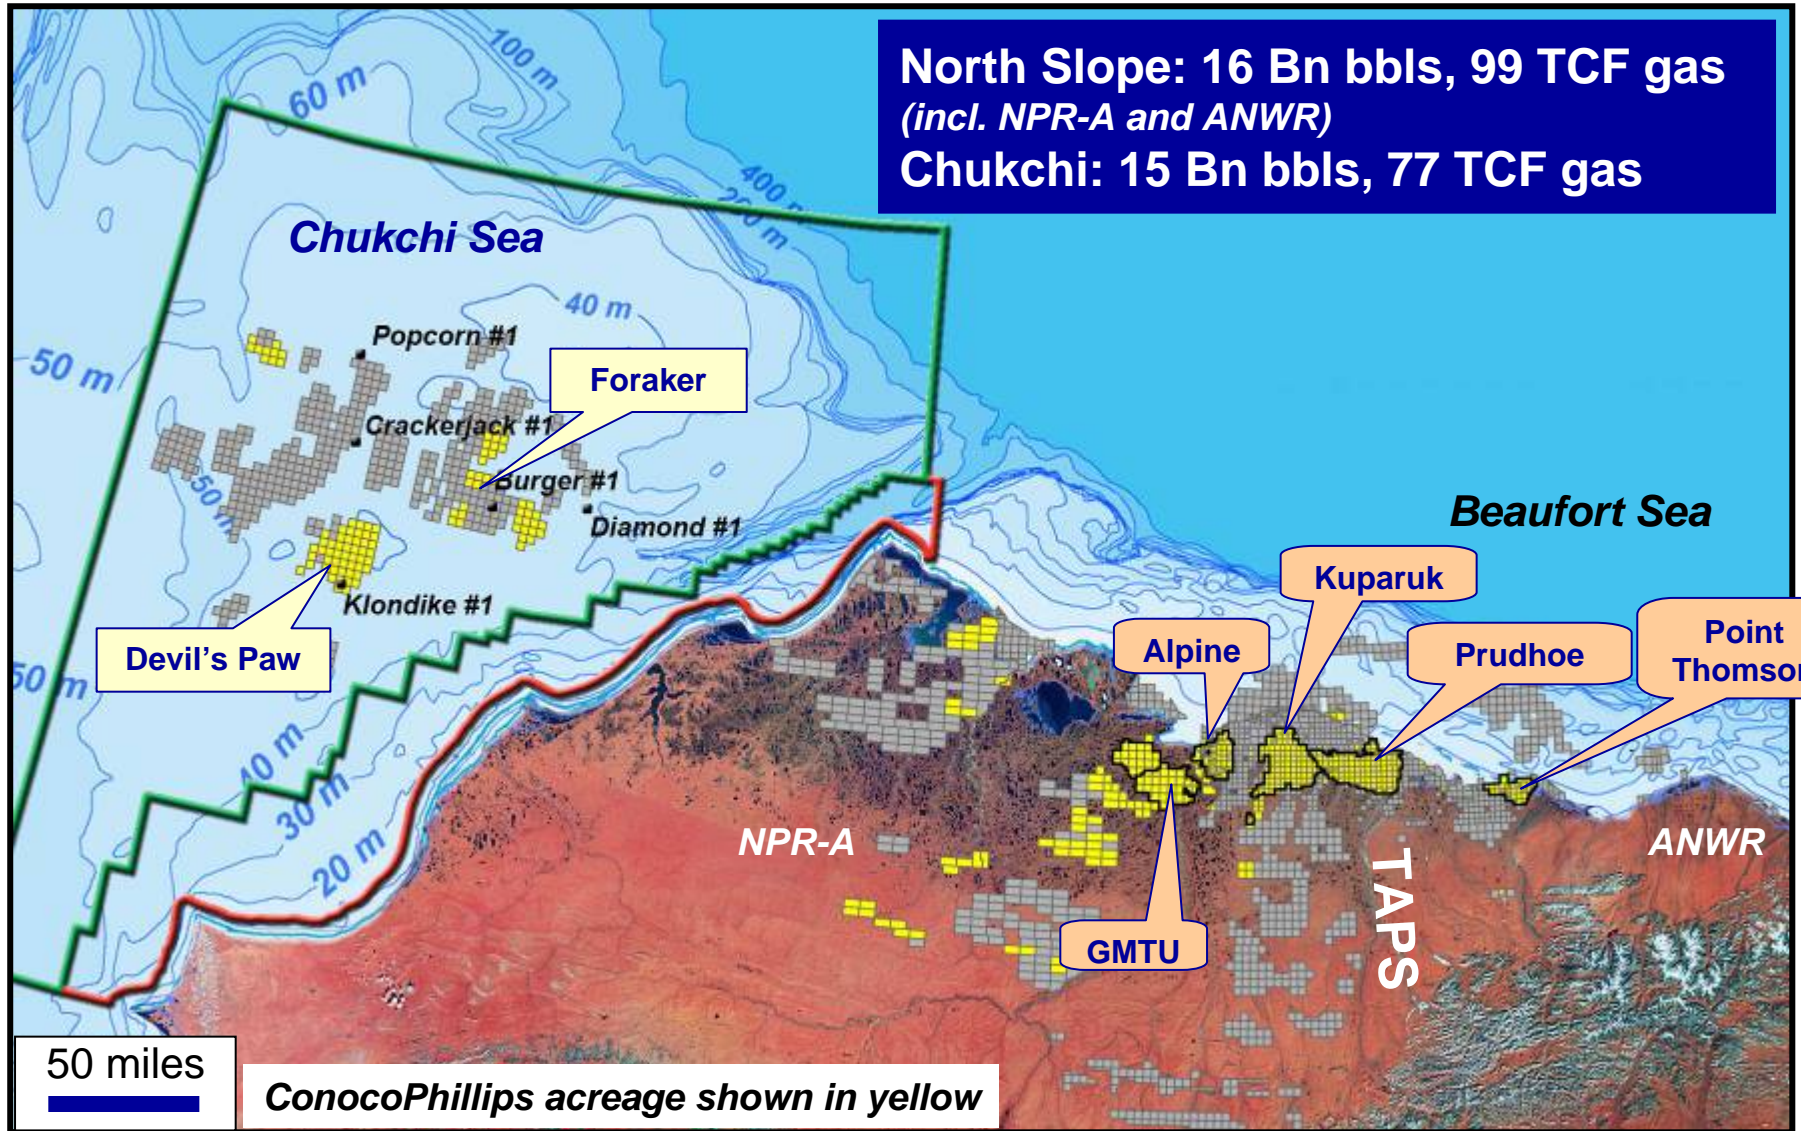 North Slope: 16 Bn bbls, 99 TCF gas
(incl. NPR-A and ANWR)
Chukchi: 15 Bn bbls, 77 TCF gas
100 m
60 m
400 m
200 m
Chukchi Sea
40 m
Popcorn #1
50 m
Foraker
Crackerjack #1
Burger #1
50 m
Diamond #1
Beaufort Sea
Kuparuk
Klondike #1
Alpine
Prudhoe
Point
Thomson
Devil's Paw
50 m
40 m
30 m
20 m
NPR-A
ANWR
TAPS
GMTU
50 miles
ConocoPhillips acreage shown in yellow